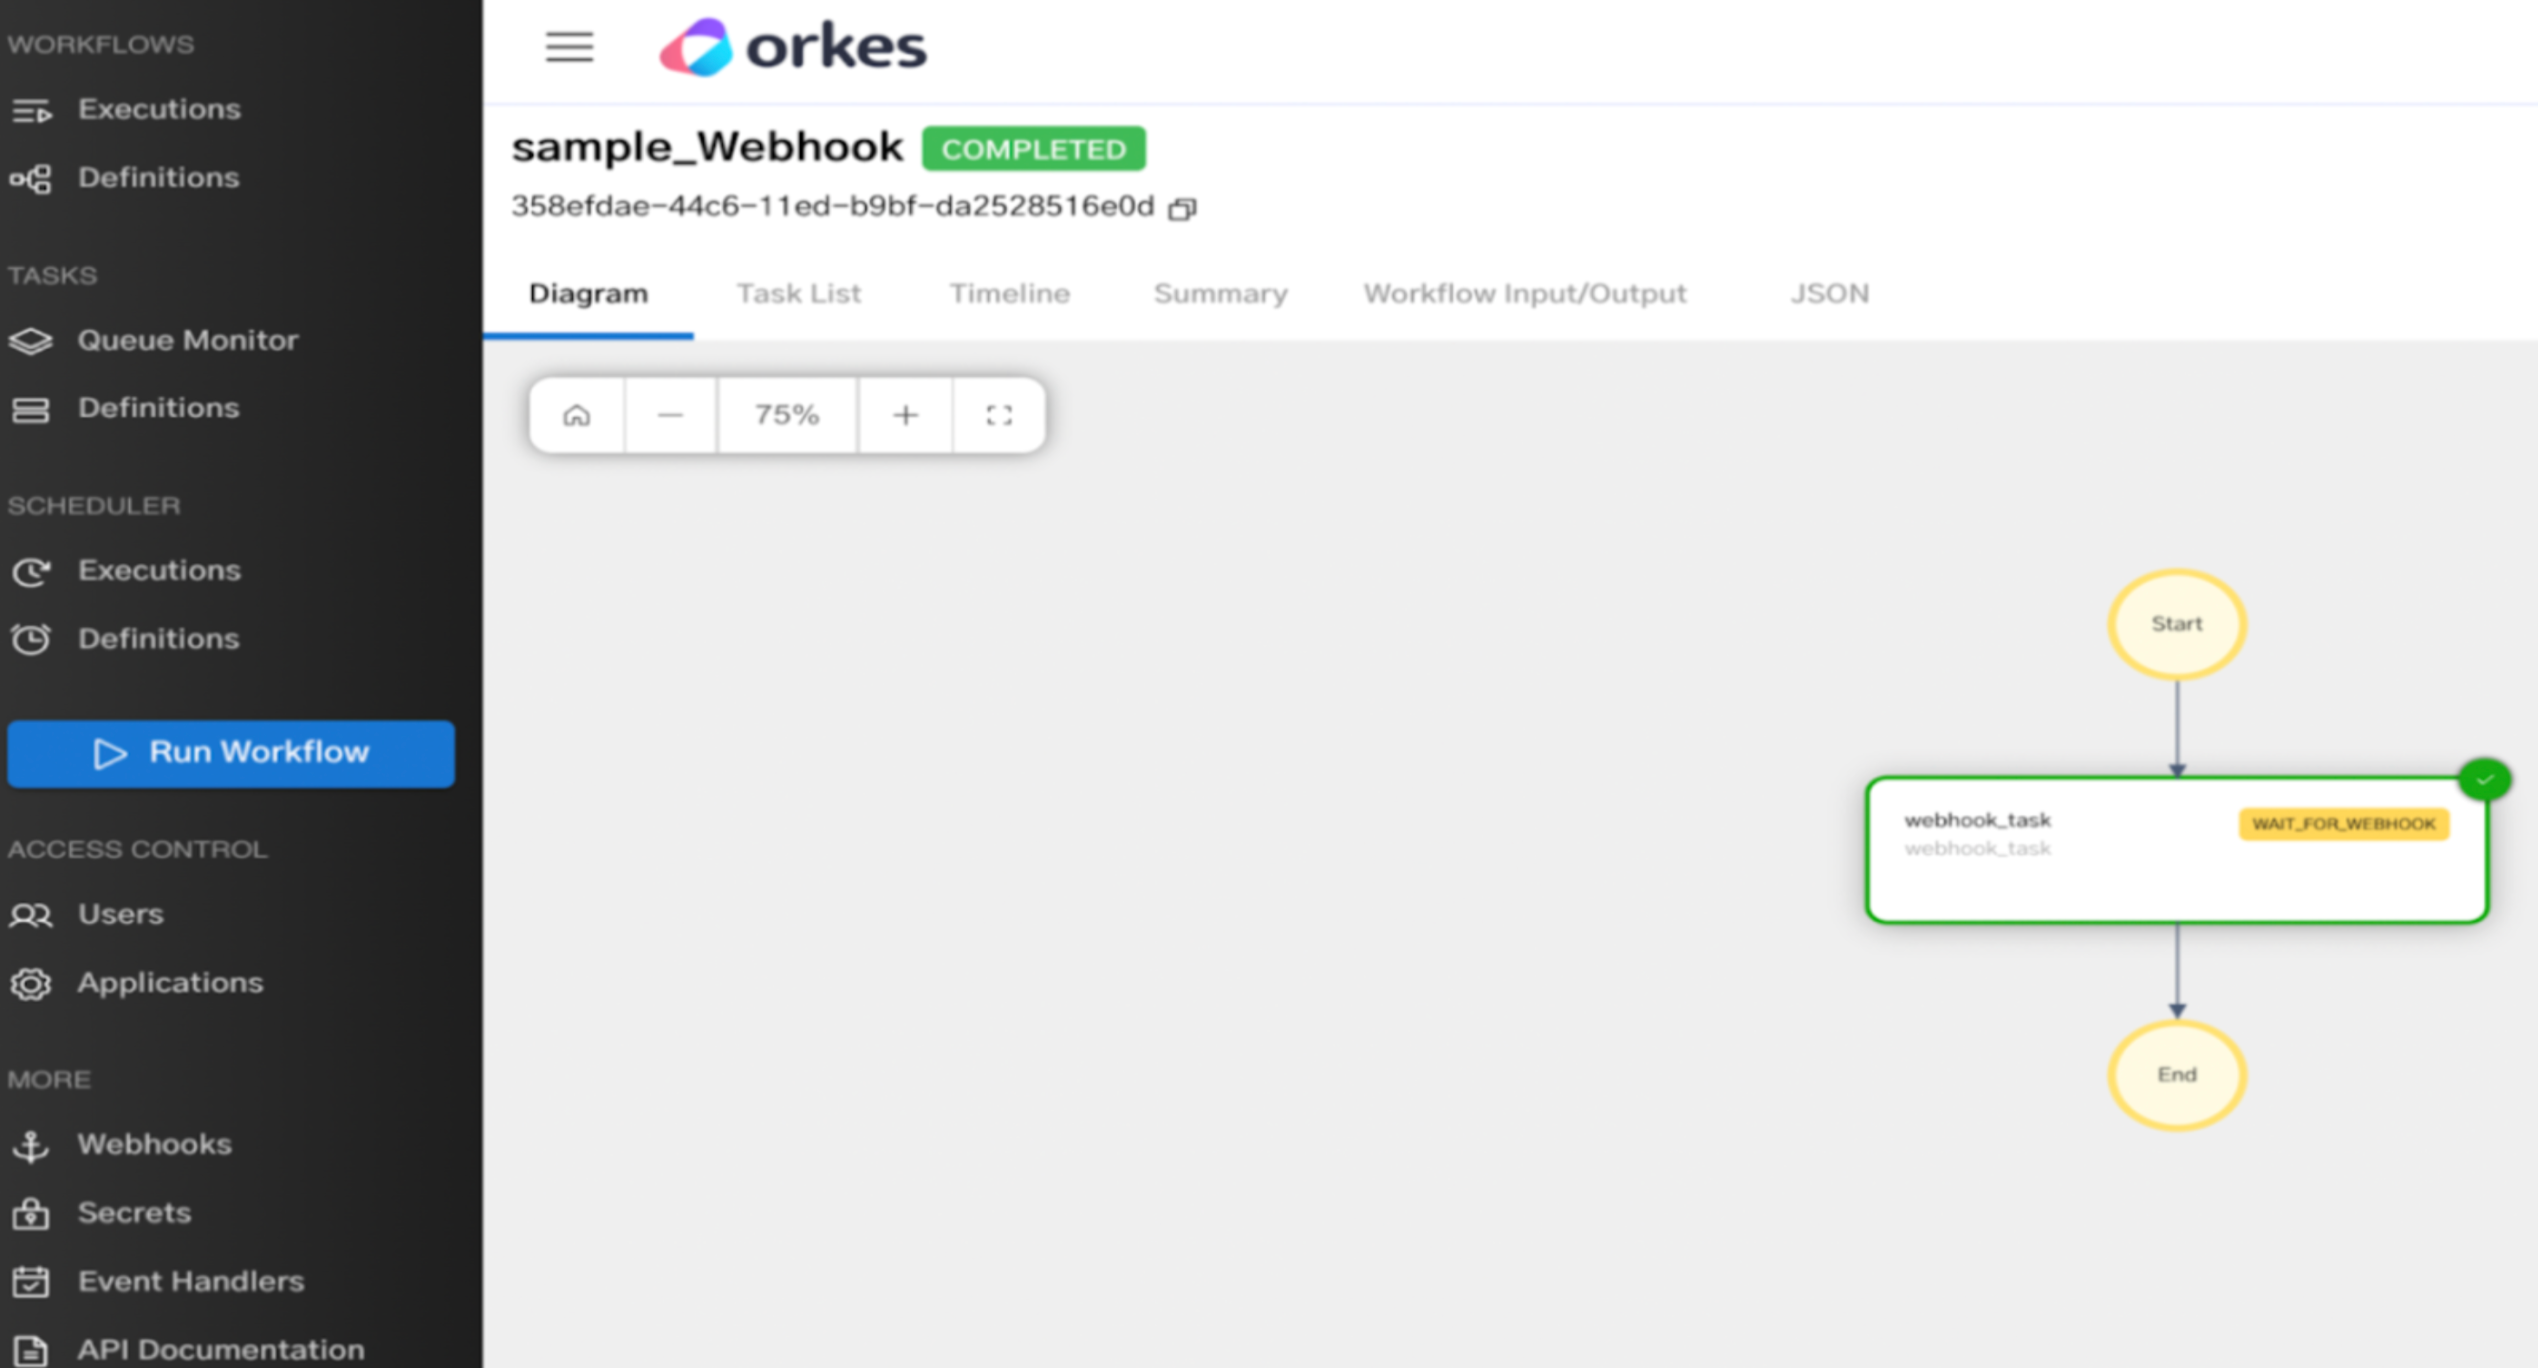 WORKFLOWS
Executions
Definitions
TASKS
Queue Monitor
Definitions
SCHEDULER
Executions
Definitions
Run Workflow
ACCESS CONTROL
Users
Applications
MORE
Webhooks
Secrets
Event Handlers
API Documentation
orkes
sample_Webhook COMPLETED
358efdae-44c6-11ed-b9bf-da2528516e0d
Diagram Task List Timeline Summary Workflow Input/Output JSON
75%
Start
webhook_task WAIT_FOR_WEBHOOK
webhook_task
End